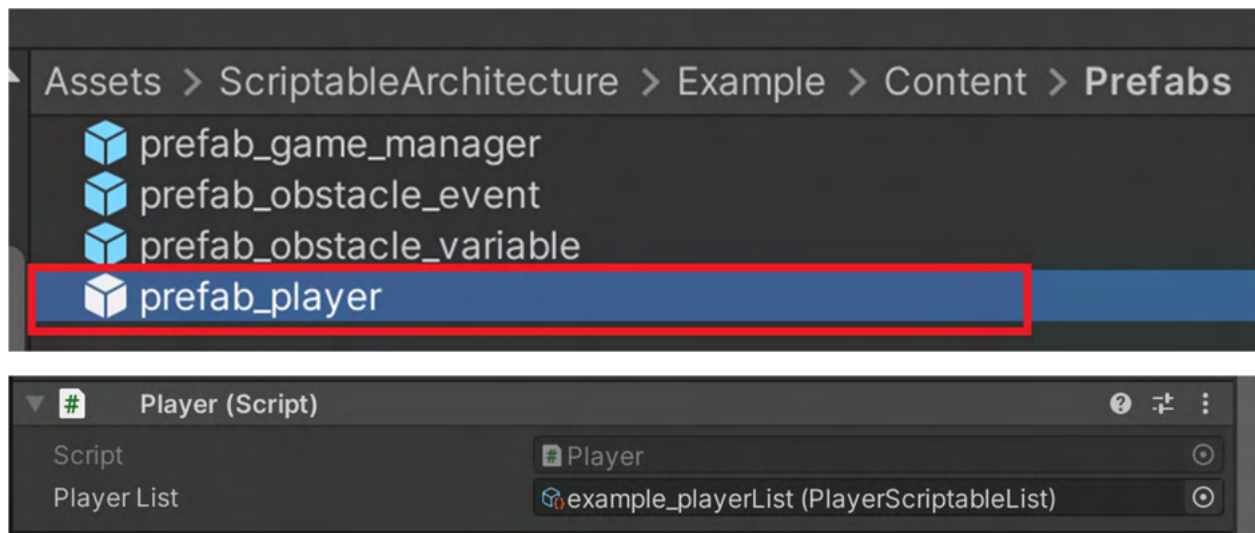 Assets > ScriptableArchitecture > Example > Content > Prefabs
prefab_game_manager
prefab_obstacle_event
prefab_obstacle_variable
prefab_player
# Player (Script)
Script # Player
Player List example_playerList (PlayerScriptableList)